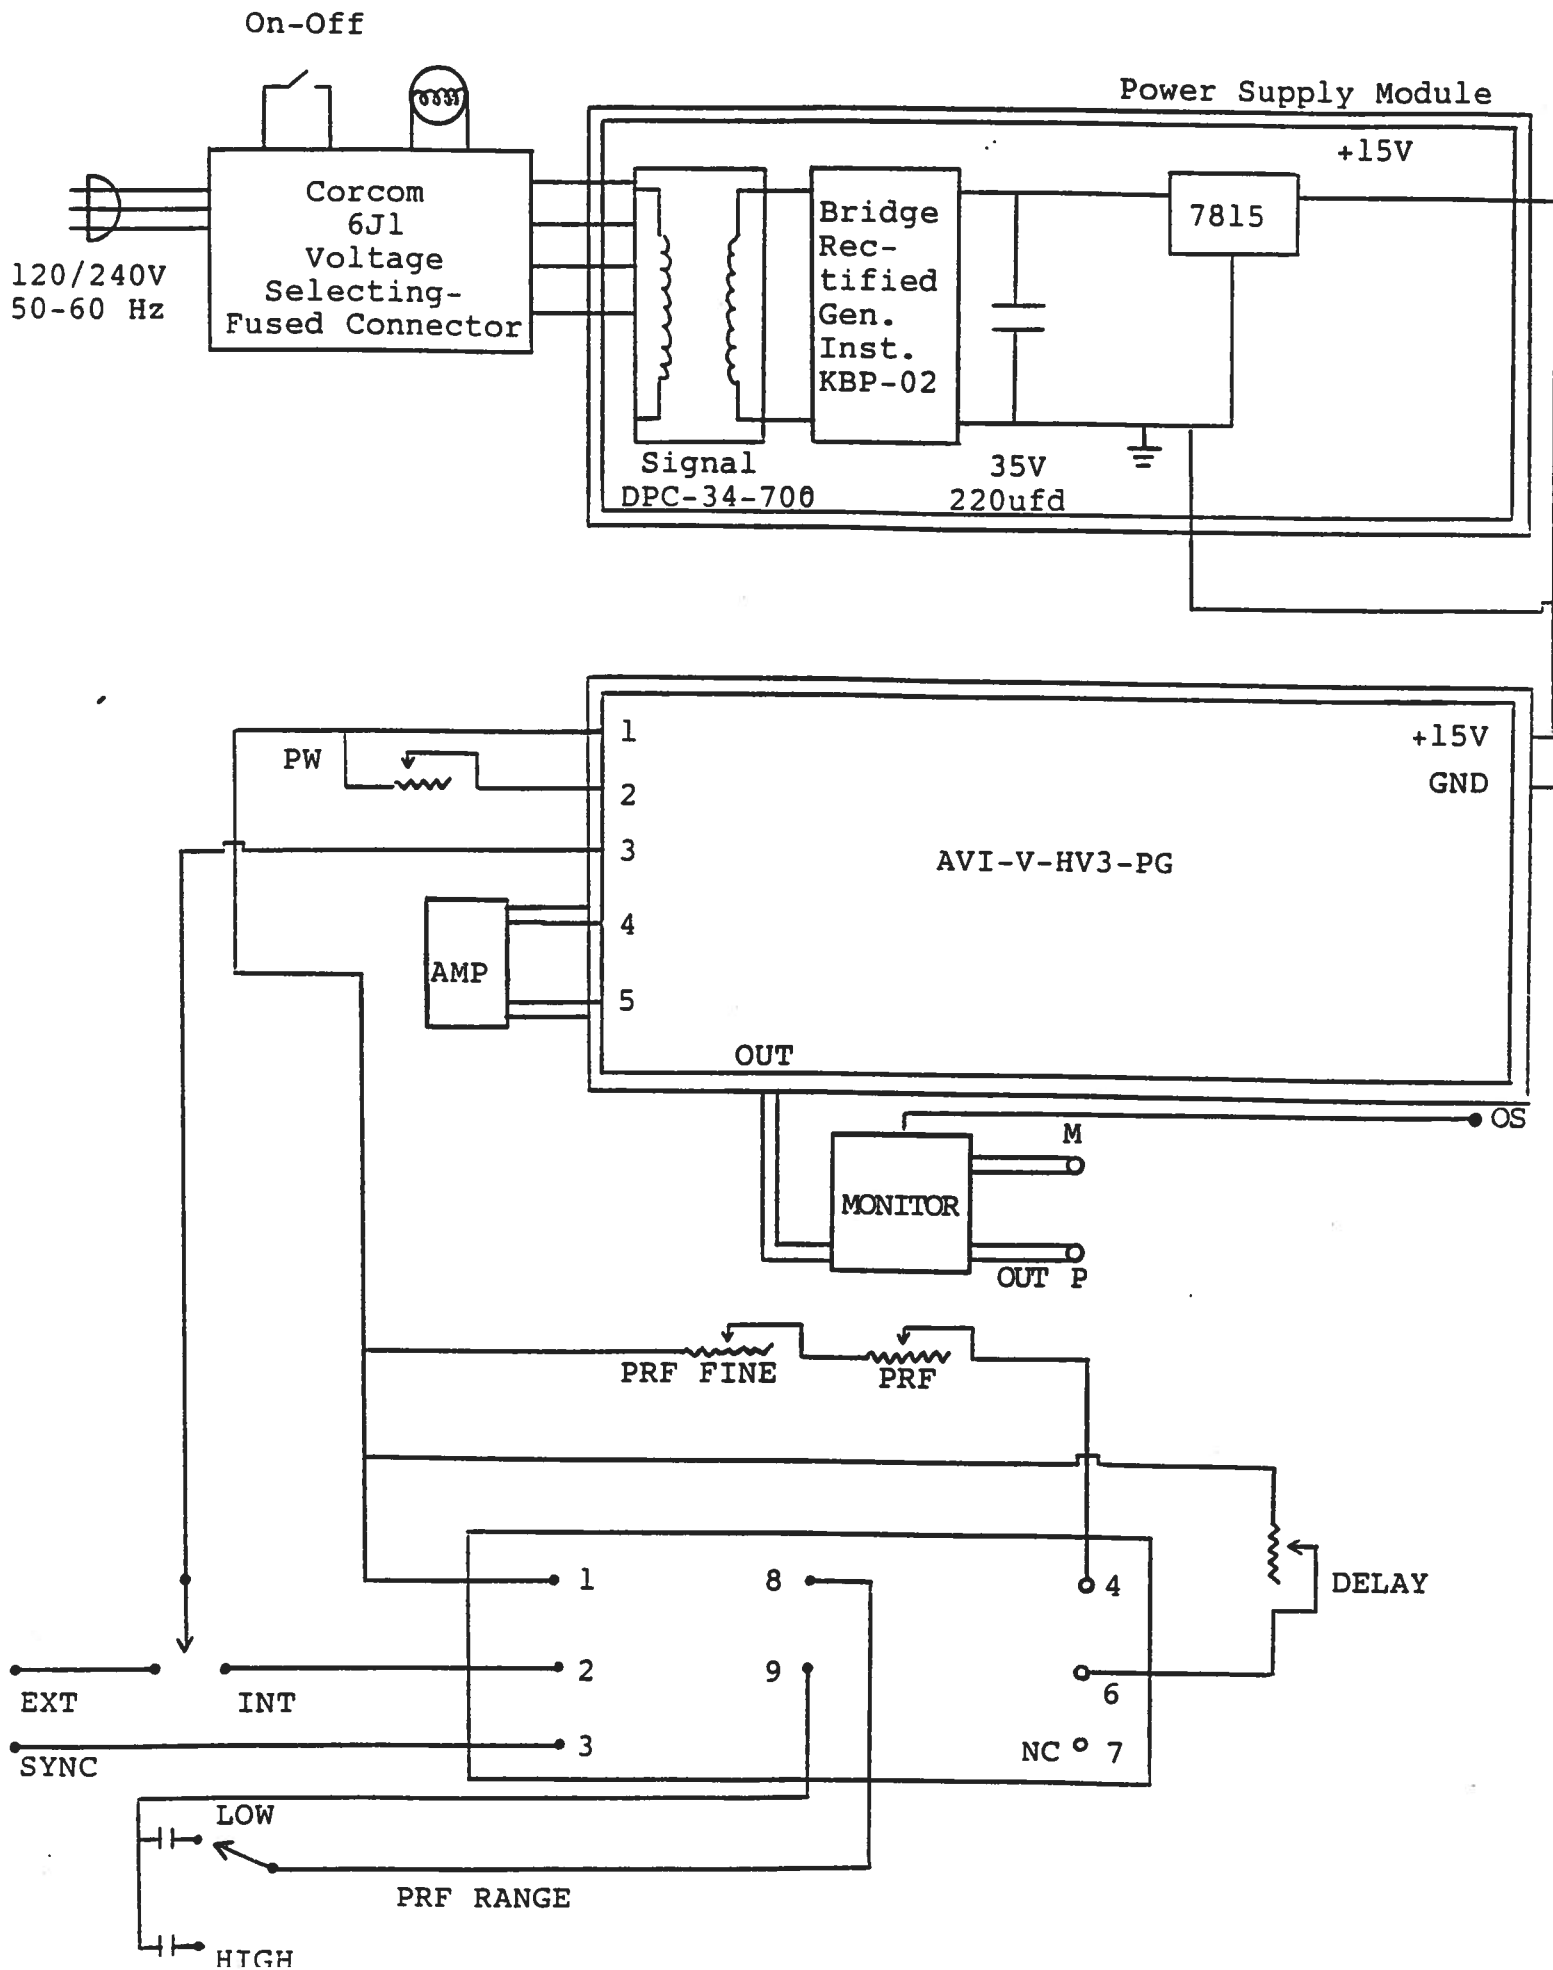 On-Off
Power Supply Module
+15V
Corcom
6J1
Voltage
Selecting-
Fused Connector
120/240V
50-60 Hz
Bridge
Rec-
tified
Gen.
Inst.
KBP-02
7815
Signal
DPC-34-700
35V
220ufd
1
PW
2
3
4
AMP
5
+15V
GND
AVI-V-HV3-PG
OUT
OS
M
MONITOR
OUT P
PRF FINE
PRF
1
8
4
DELAY
2
9
6
EXT
INT
3
NC
7
SYNC
LOW
PRF RANGE
HIGH